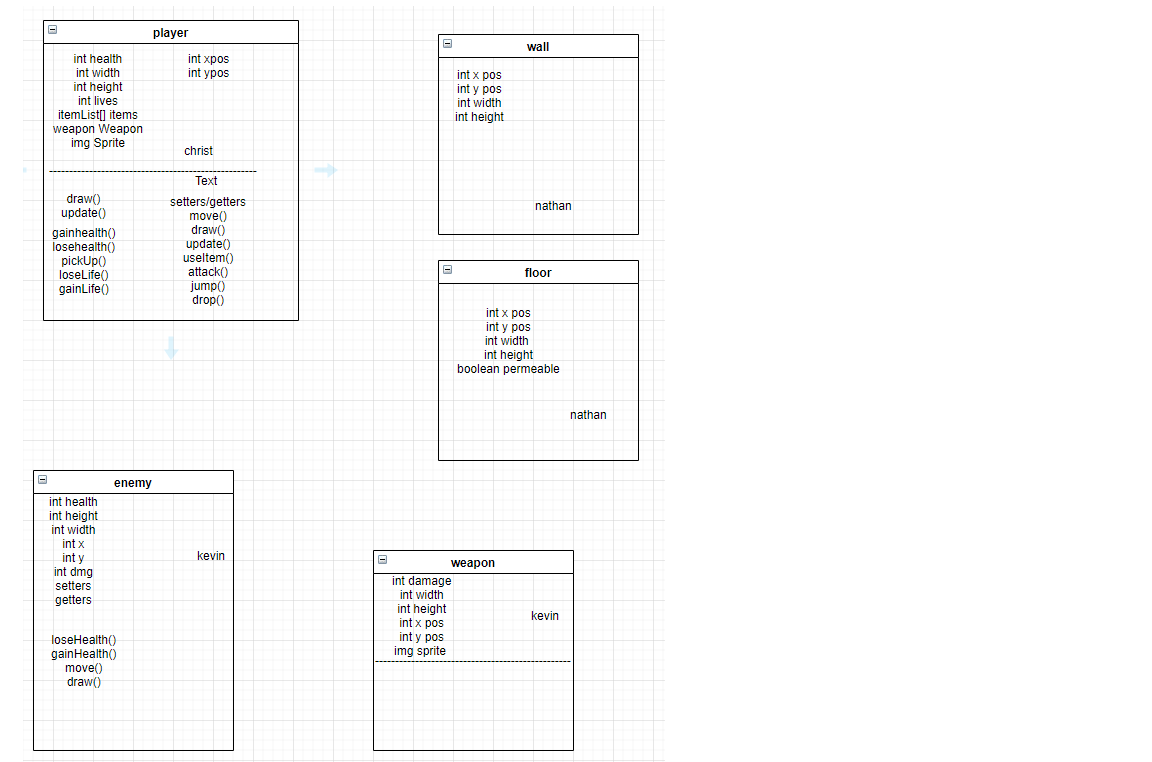 player
int health
int width
int height
int lives
itemList[] items
weapon Weapon
img Sprite
int xpos
int ypos
christ
Text
draw()
update()
gainhealth()
losehealth()
pickUp()
loseLife()
gainLife()
setters/getters
move()
draw()
update()
useItem()
attack()
jump()
drop()
wall
int x pos
int y pos
int width
int height
nathan
floor
int x pos
int y pos
int width
int height
boolean permeable
nathan
enemy
int health
int height
int width
int x
int y
int dmg
setters
getters
kevin
loseHealth()
gainHealth()
move()
draw()
weapon
int damage
int width
int height
int x pos
int y pos
img sprite
kevin